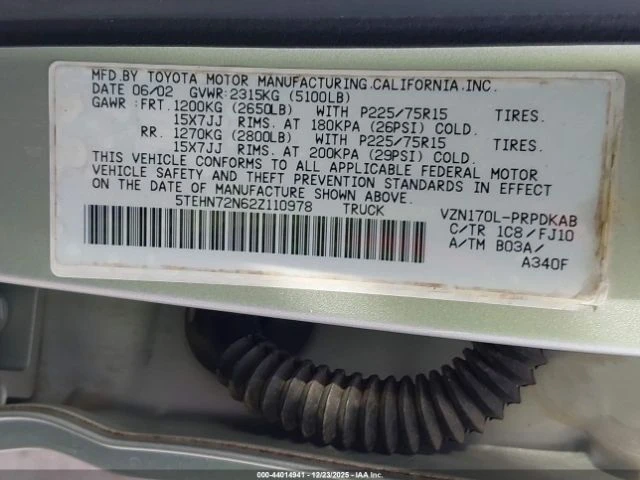 MFD.BY TOYOTA MOTOR MANUFACTURING,CALIFORNIA,INC.
DATE 06/02 GVWR:2315KG (5100LB)
GAWR :FRT. 1200KG (2650LB) WITH P225/75R15 TIRES.
15X7JJ RIMS. AT 180KPA (26PSI) COLD.
RR. 1270KG (2800LB) WITH P225/75R15 TIRES.
15X7JJ RIMS. AT 200KPA (29PSI) COLD.
THIS VEHICLE CONFORMS TO ALL APPLICABLE FEDERAL MOTOR
VEHICLE SAFETY AND THEFT PREVENTION STANDARDS IN EFFECT
ON THE DATE OF MANUFACTURE SHOWN ABOVE.
5TEHN72N62Z110978 TRUCK VZN170L-PRPDKAB
C/TR 1C8/FJ10
A/TM B03A/
A340F
000-44014941 - 12/23/2025 - IAAI.COM